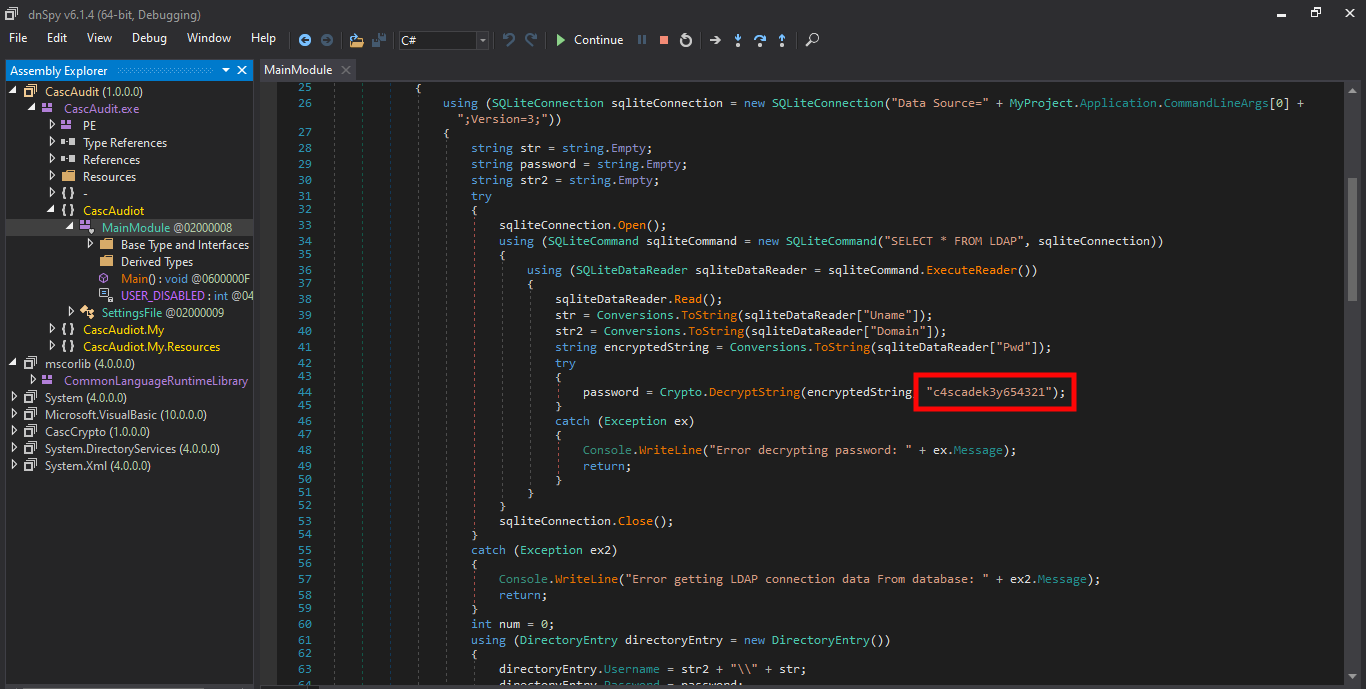 dnSpy v6.1.4 (64-bit, Debugging)
File Edit View Debug Window Help C# Continue
Assembly Explorer
CascAudit (1.0.0.0)
CascAudit.exe
PE
Type References
References
Resources
{ } -
{ } CascAudiot
MainModule @02000008
Base Type and Interfaces
Derived Types
Main() : void @0600000F
USER_DISABLED : int @04
SettingsFile @02000009
{ } CascAudiot.My
{ } CascAudiot.My.Resources
mscorlib (4.0.0.0)
CommonLanguageRuntimeLibrary
System (4.0.0.0)
Microsoft.VisualBasic (10.0.0.0)
CascCrypto (1.0.0.0)
System.DirectoryServices (4.0.0.0)
System.Xml (4.0.0.0)
MainModule
25 {
26 using (SQLiteConnection sqliteConnection = new SQLiteConnection("Data Source=" + MyProject.Application.CommandLineArgs[0] +
";Version=3;"))
27 {
28 string str = string.Empty;
29 string password = string.Empty;
30 string str2 = string.Empty;
31 try
32 {
33 sqliteConnection.Open();
34 using (SQLiteCommand sqliteCommand = new SQLiteCommand("SELECT * FROM LDAP", sqliteConnection))
35 {
36 using (SQLiteDataReader sqliteDataReader = sqliteCommand.ExecuteReader())
37 {
38 sqliteDataReader.Read();
39 str = Conversions.ToString(sqliteDataReader["Uname"]);
40 str2 = Conversions.ToString(sqliteDataReader["Domain"]);
41 string encryptedString = Conversions.ToString(sqliteDataReader["Pwd"]);
42 try
43 {
44 password = Crypto.DecryptString(encryptedString "c4scadek3y654321");
45 }
46 catch (Exception ex)
47 {
48 Console.WriteLine("Error decrypting password: " + ex.Message);
49 return;
50 }
51 }
52 }
53 sqliteConnection.Close();
54 }
55 catch (Exception ex2)
56 {
57 Console.WriteLine("Error getting LDAP connection data From database: " + ex2.Message);
58 return;
59 }
60 int num = 0;
61 using (DirectoryEntry directoryEntry = new DirectoryEntry())
62 {
63 directoryEntry.Username = str2 + "\\" + str;
64 directoryEntry.Password = password;